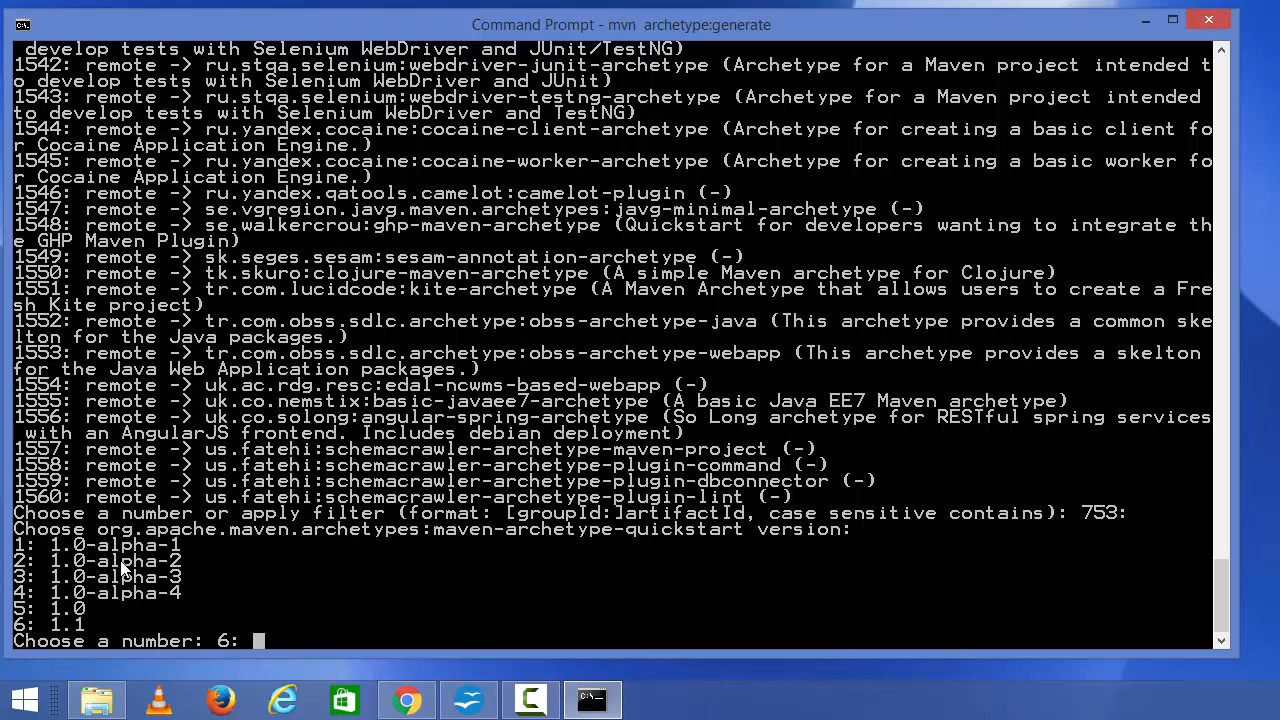 Command Prompt - mvn  archetype:generate
develop tests with Selenium WebDriver and JUnit/TestNG)
1542: remote -> ru.stqa.selenium:webdriver-junit-archetype (Archetype for a Maven project intended t
o develop tests with Selenium WebDriver and JUnit)
1543: remote -> ru.stqa.selenium:webdriver-testng-archetype (Archetype for a Maven project intended
to develop tests with Selenium WebDriver and TestNG)
1544: remote -> ru.yandex.cocaine:cocaine-client-archetype (Archetype for creating a basic client fo
r Cocaine Application Engine.)
1545: remote -> ru.yandex.cocaine:cocaine-worker-archetype (Archetype for creating a basic worker fo
r Cocaine Application Engine.)
1546: remote -> ru.yandex.qatools.camelot:camelot-plugin (-)
1547: remote -> se.vgregion.javg.maven.archetypes:javg-minimal-archetype (-)
1548: remote -> se.walkercrou:ghp-maven-archetype (Quickstart for developers wanting to integrate th
e GHP Maven Plugin)
1549: remote -> sk.seges.sesam:sesam-annotation-archetype (-)
1550: remote -> tk.skuro:clojure-maven-archetype (A simple Maven archetype for Clojure)
1551: remote -> tr.com.lucidcode:kite-archetype (A Maven Archetype that allows users to create a Fre
sh Kite project)
1552: remote -> tr.com.obss.sdlc.archetype:obss-archetype-java (This archetype provides a common ske
lton for the Java packages.)
1553: remote -> tr.com.obss.sdlc.archetype:obss-archetype-webapp (This archetype provides a skelton
for the Java Web Application packages.)
1554: remote -> uk.ac.rdg.resc:edal-ncwms-based-webapp (-)
1555: remote -> uk.co.nemstix:basic-javaee7-archetype (A basic Java EE7 Maven archetype)
1556: remote -> uk.co.solong:angular-spring-archetype (So Long archetype for RESTful spring services
with an AngularJS frontend. Includes debian deployment)
1557: remote -> us.fatehi:schemacrawler-archetype-maven-project (-)
1558: remote -> us.fatehi:schemacrawler-archetype-plugin-command (-)
1559: remote -> us.fatehi:schemacrawler-archetype-plugin-dbconnector (-)
1560: remote -> us.fatehi:schemacrawler-archetype-plugin-lint (-)
Choose a number or apply filter (format: [groupId:]artifactId, case sensitive contains): 753:
Choose org.apache.maven.archetypes:maven-archetype-quickstart version:
1: 1.0-alpha-1
2: 1.0-alpha-2
3: 1.0-alpha-3
4: 1.0-alpha-4
5: 1.0
6: 1.1
Choose a number: 6: